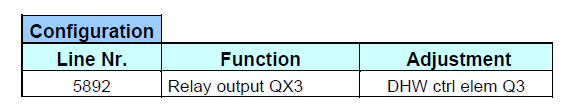 Configuration
Line Nr. Function Adjustment
5892 Relay output QX3 DHW ctrl elem Q3